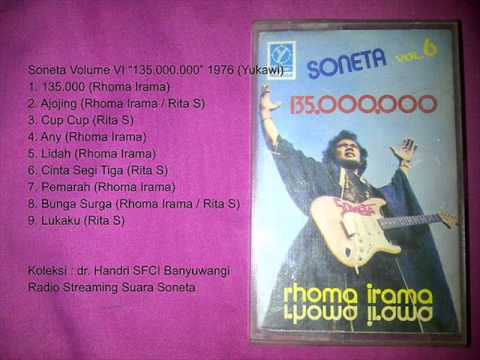 Soneta Volume VI "135.000.000" 1976 (Yukawi)
1. 135.000 (Rhoma Irama)
2. Ajojing (Rhoma Irama / Rita S)
3. Cup Cup (Rita S)
4. Any (Rhoma Irama)
5. Lidah (Rhoma Irama)
6. Cinta Segi Tiga (Rita S)
7. Pemarah (Rhoma Irama)
8. Bunga Surga (Rhoma Irama / Rita S)
9. Lukaku (Rita S)
Koleksi : dr. Handri SFCI Banyuwangi
Radio Streaming Suara Soneta
SONETA VOL. 6
135.000.000
rhoma irama
rhoma irama